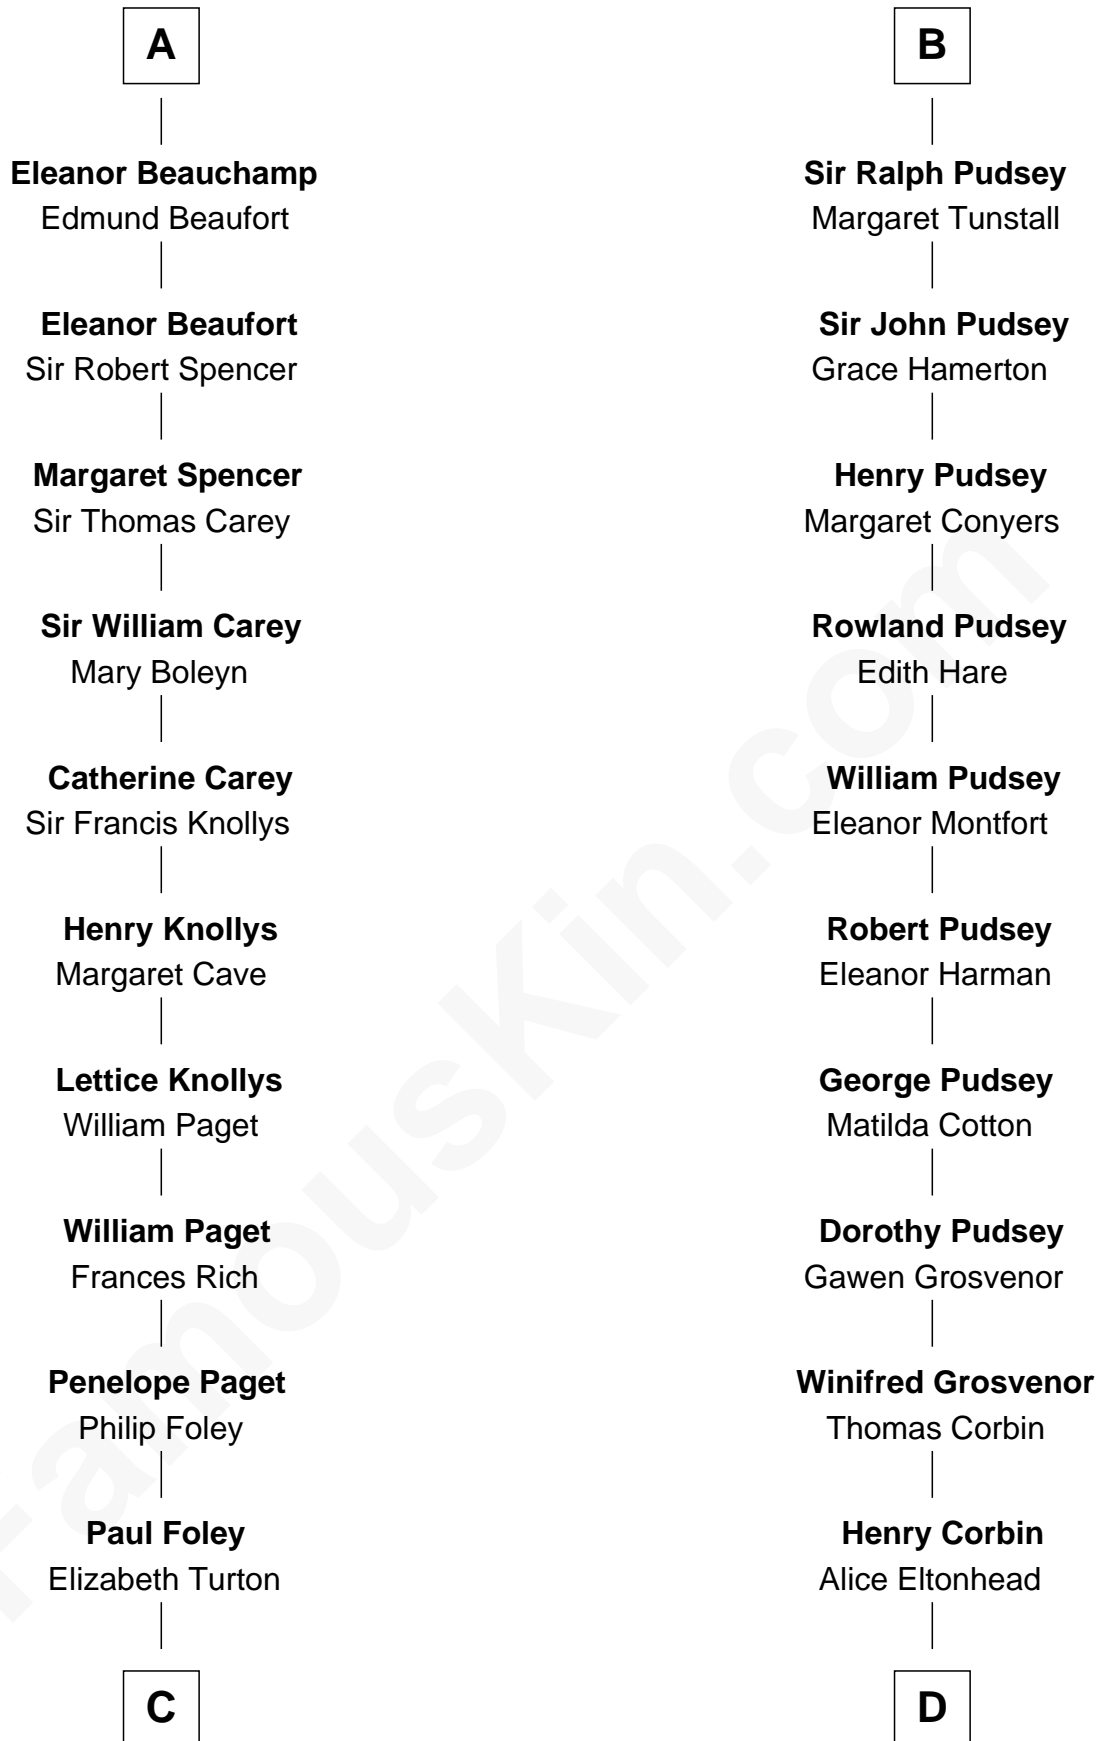 A
Eleanor Beauchamp
Edmund Beaufort
Eleanor Beaufort
Sir Robert Spencer
Margaret Spencer
Sir Thomas Carey
Sir William Carey
Mary Boleyn
Catherine Carey
Sir Francis Knollys
Henry Knollys
Margaret Cave
Lettice Knollys
William Paget
William Paget
Frances Rich
Penelope Paget
Philip Foley
Paul Foley
Elizabeth Turton
C
B
Sir Ralph Pudsey
Margaret Tunstall
Sir John Pudsey
Grace Hamerton
Henry Pudsey
Margaret Conyers
Rowland Pudsey
Edith Hare
William Pudsey
Eleanor Montfort
Robert Pudsey
Eleanor Harman
George Pudsey
Matilda Cotton
Dorothy Pudsey
Gawen Grosvenor
Winifred Grosvenor
Thomas Corbin
Henry Corbin
Alice Eltonhead
D
FamousKin.com